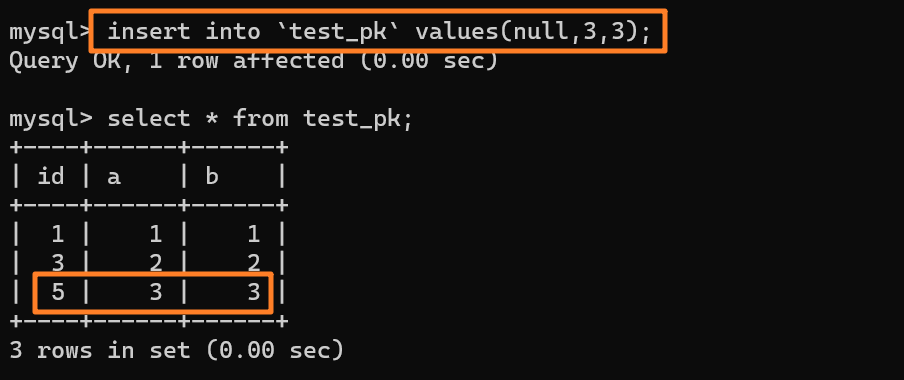 mysql> insert into `test_pk` values(null,3,3);
Query OK, 1 row affected (0.00 sec)
mysql> select * from test_pk;
+----+------+------+
| id | a    | b    |
+----+------+------+
|  1 |    1 |    1 |
|  3 |    2 |    2 |
|  5 |    3 |    3 |
+----+------+------+
3 rows in set (0.00 sec)